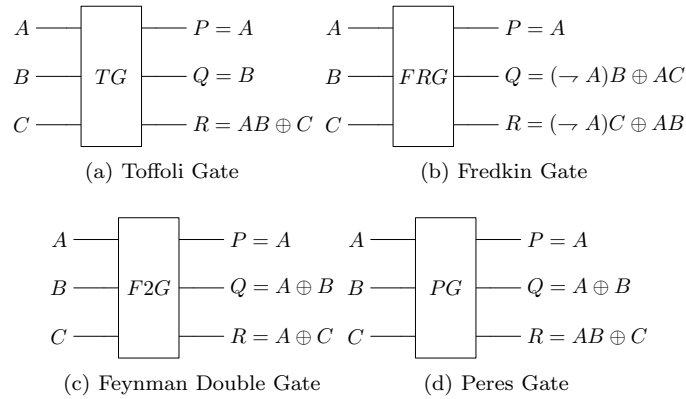 A TG P = A
B Q = B
C R = AB ⊕ C
(a) Toffoli Gate
A FRG P = A
B Q = (¬ A)B ⊕ AC
C R = (¬ A)C ⊕ AB
(b) Fredkin Gate
A F2G P = A
B Q = A ⊕ B
C R = A ⊕ C
(c) Feynman Double Gate
A PG P = A
B Q = A ⊕ B
C R = AB ⊕ C
(d) Peres Gate